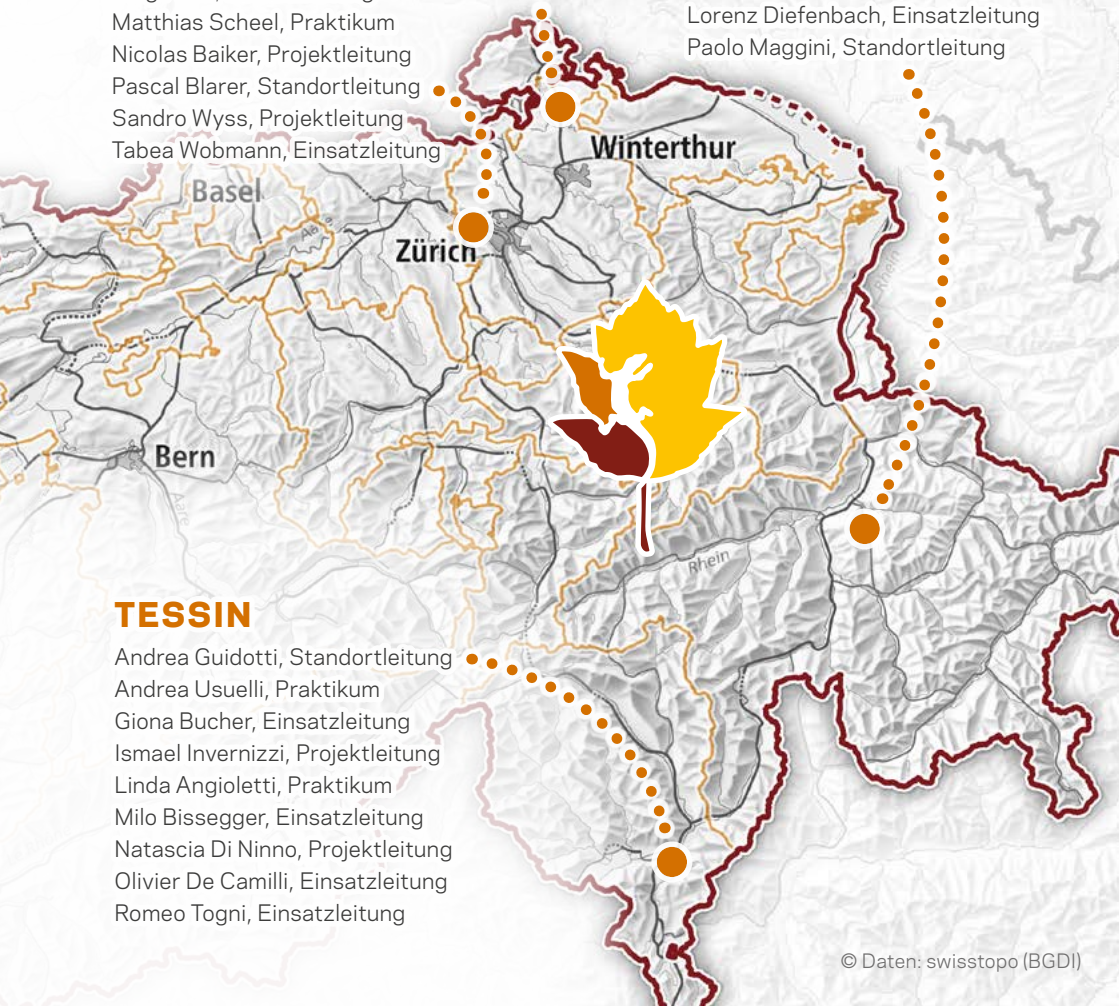 Matthias Scheel, Praktikum
Nicolas Baiker, Projektleitung
Pascal Blarer, Standortleitung
Sandro Wyss, Projektleitung
Tabea Wobmann, Einsatzleitung
Lorenz Diefenbach, Einsatzleitung
Paolo Maggini, Standortleitung
Winterthur
Basel
Aare
Zürich
Rhein
Bern
Aare
Rhein
TESSIN
Andrea Guidotti, Standortleitung
Andrea Usuelli, Praktikum
Giona Bucher, Einsatzleitung
Ismael Invernizzi, Projektleitung
Linda Angioletti, Praktikum
Milo Bissegger, Einsatzleitung
Natascia Di Ninno, Projektleitung
Olivier De Camilli, Einsatzleitung
Romeo Togni, Einsatzleitung
© Daten: swisstopo (BGDI)